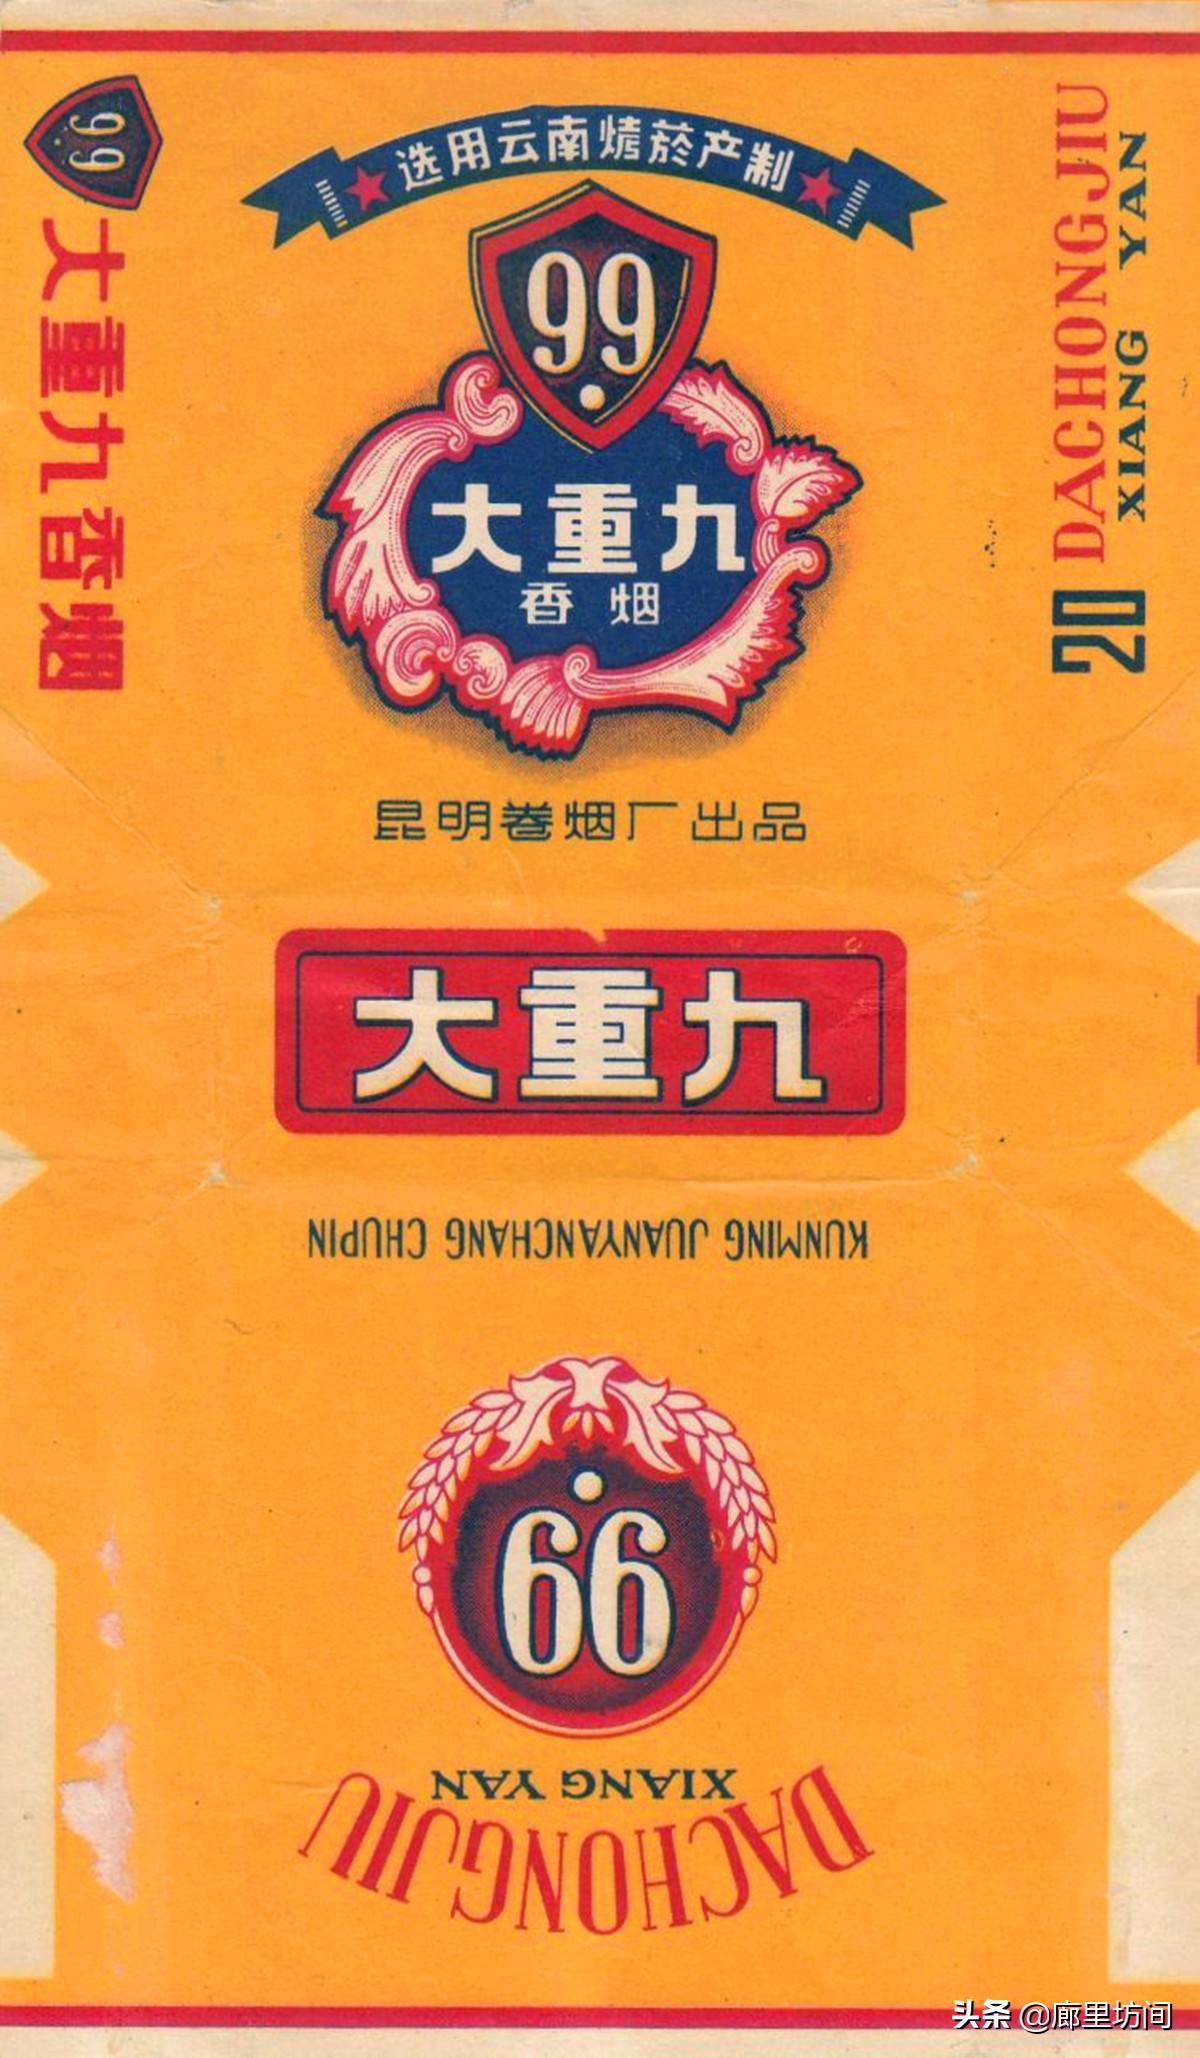 选用云南烤菸产制
99
大重九
香烟
昆明卷烟厂出品
99
大重九香烟
DACHONGJIU
XIANG YAN
20
大重九
KUNMING JUANYANCHANG CHUPIN
99
XIANG YAN
DACHONGJIU
头条 @廊里坊间